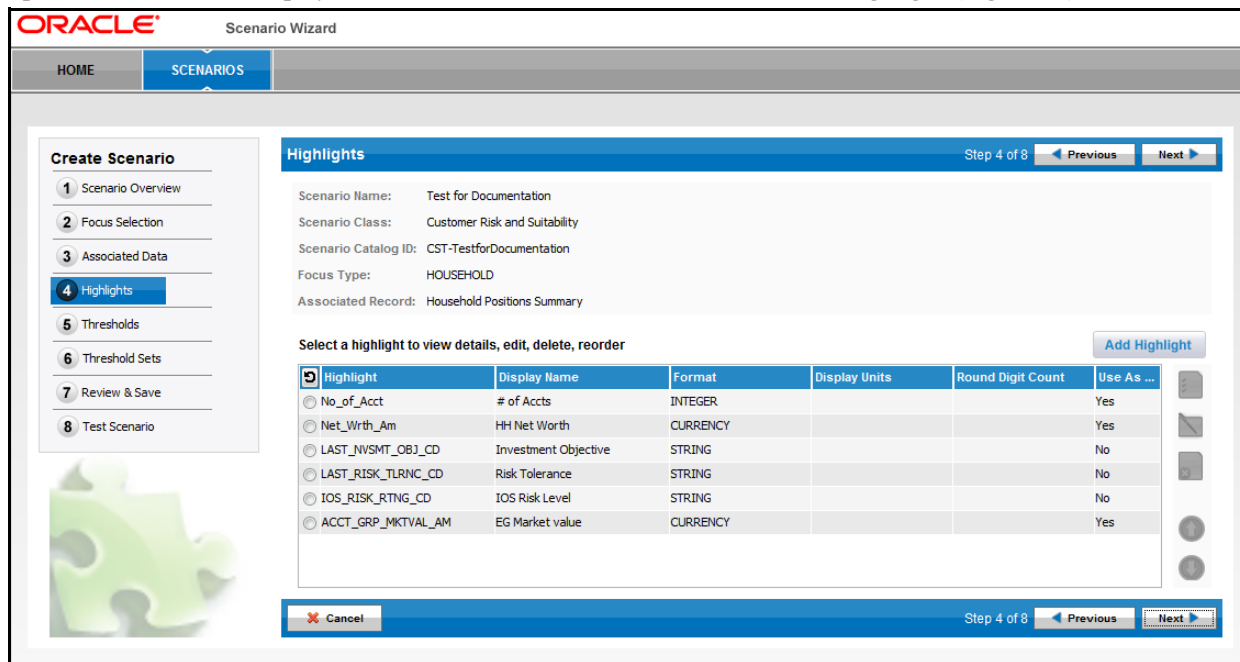 ORACLE
Scenario Wizard
HOME
SCENARIOS
Create Scenario
1 Scenario Overview
2 Focus Selection
3 Associated Data
4 Highlights
5 Thresholds
6 Threshold Sets
7 Review & Save
8 Test Scenario
Highlights
Step 4 of 8 Previous Next
Scenario Name: Test for Documentation
Scenario Class: Customer Risk and Suitability
Scenario Catalog ID: CST-TestforDocumentation
Focus Type: HOUSEHOLD
Associated Record: Household Positions Summary
Select a highlight to view details, edit, delete, reorder
Add Highlight
Highlight Display Name Format Display Units Round Digit Count Use As ...
No_of_Acct # of Accts INTEGER Yes
Net_Wrth_Am HH Net Worth CURRENCY Yes
LAST_NVSMT_OBJ_CD Investment Objective STRING No
LAST_RISK_TLRNC_CD Risk Tolerance STRING No
IOS_RISK_RTNG_CD IOS Risk Level STRING No
ACCT_GRP_MKTVAL_AM EG Market value CURRENCY Yes
Cancel
Step 4 of 8 Previous Next